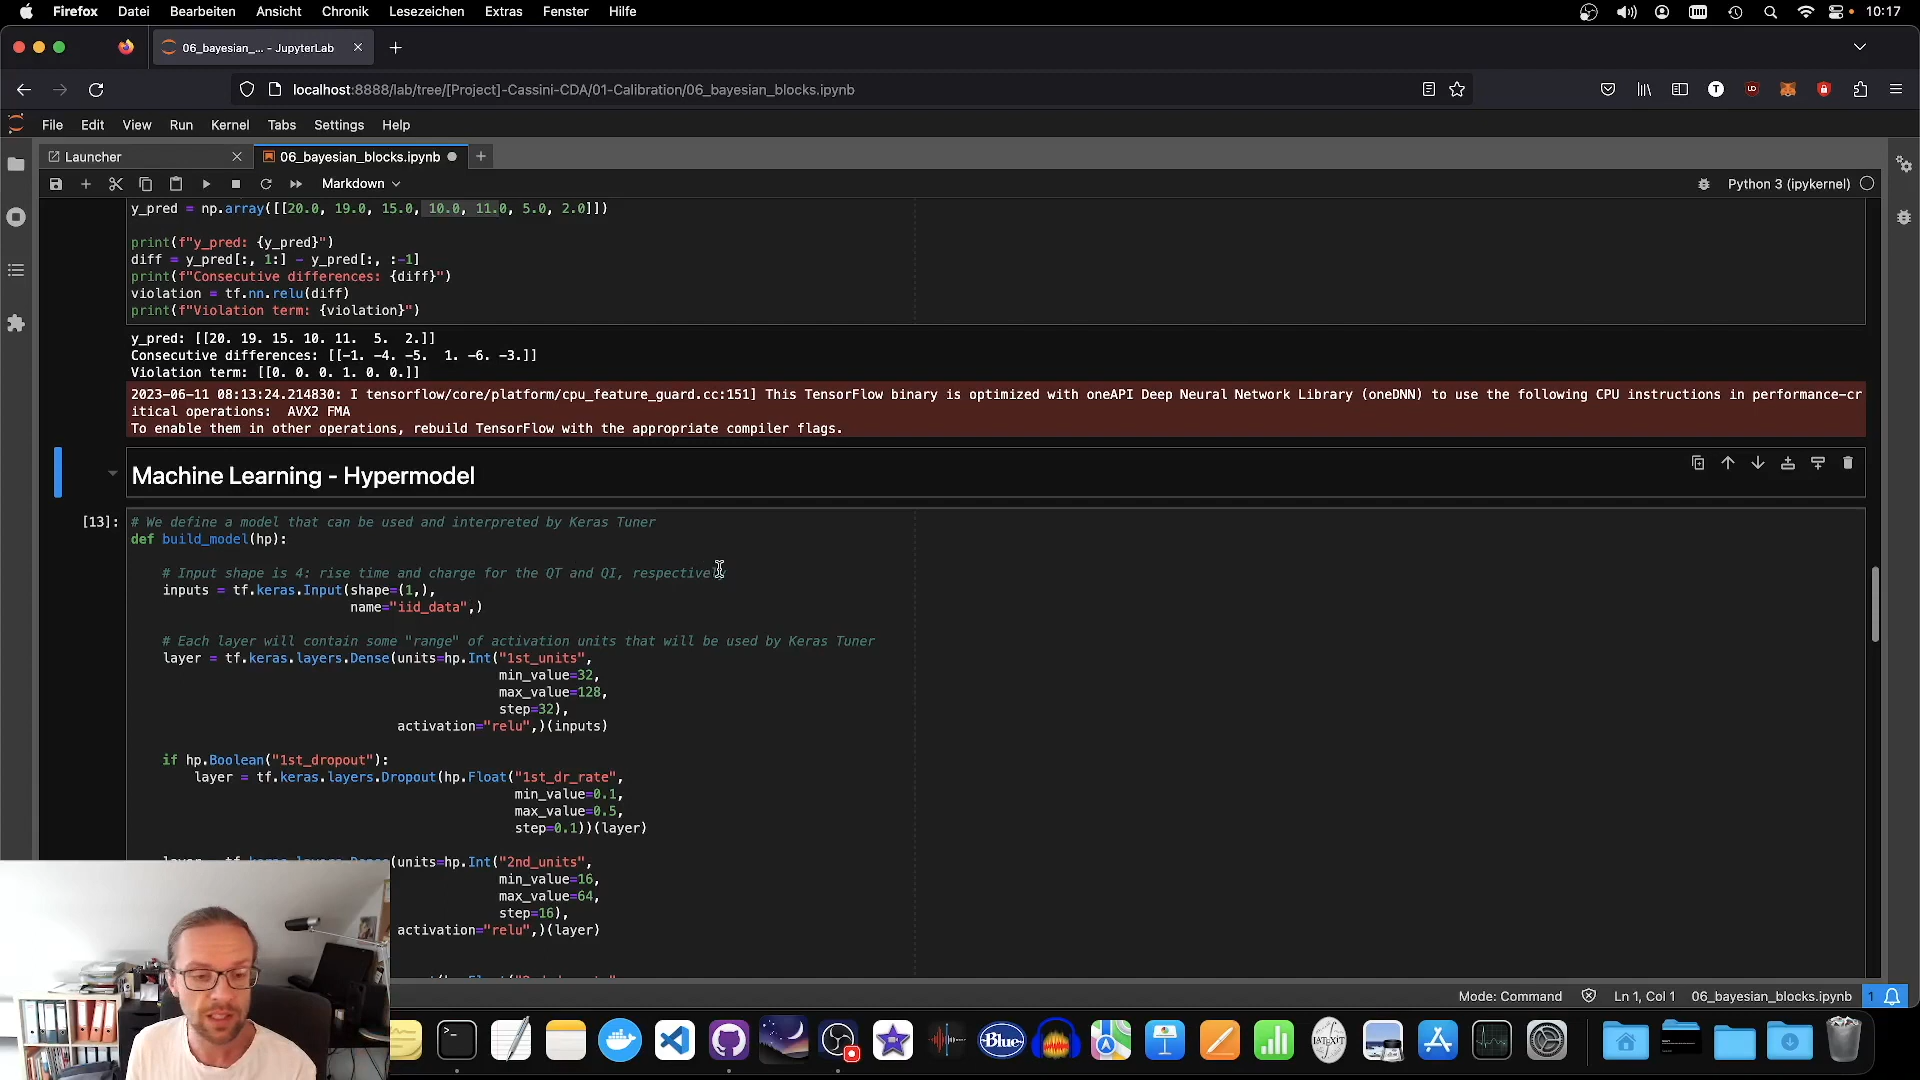 Firefox Datei Bearbeiten Ansicht Chronik Lesezeichen Extras Fenster Hilfe 10:17
06_bayesian_... - JupyterLab
localhost:8888/lab/tree/[Project]-Cassini-CDA/01-Calibration/06_bayesian_blocks.ipynb
File Edit View Run Kernel Tabs Settings Help
Launcher 06_bayesian_blocks.ipynb
Markdown Python 3 (ipykernel)
y_pred = np.array([[20.0, 19.0, 15.0, 10.0, 11.0, 5.0, 2.0]])
print(f"y_pred: {y_pred}")
diff = y_pred[:, 1:] - y_pred[:, :-1]
print(f"Consecutive differences: {diff}")
violation = tf.nn.relu(diff)
print(f"Violation term: {violation}")
y_pred: [[20. 19. 15. 10. 11.  5.  2.]]
Consecutive differences: [[-1. -4. -5.  1. -6. -3.]]
Violation term: [[0. 0. 0. 1. 0. 0.]]
2023-06-11 08:13:24.214830: I tensorflow/core/platform/cpu_feature_guard.cc:151] This TensorFlow binary is optimized with oneAPI Deep Neural Network Library (oneDNN) to use the following CPU instructions in performance-cr
itical operations:  AVX2 FMA
To enable them in other operations, rebuild TensorFlow with the appropriate compiler flags.
Machine Learning - Hypermodel
[13]: # We define a model that can be used and interpreted by Keras Tuner
def build_model(hp):
# Input shape is 4: rise time and charge for the QT and QI, respectively
inputs = tf.keras.Input(shape=(1,),
name="iid_data",)
# Each layer will contain some "range" of activation units that will be used by Keras Tuner
layer = tf.keras.layers.Dense(units=hp.Int("1st_units",
min_value=32,
max_value=128,
step=32),
activation="relu",)(inputs)
if hp.Boolean("1st_dropout"):
layer = tf.keras.layers.Dropout(hp.Float("1st_dr_rate",
min_value=0.1,
max_value=0.5,
step=0.1))(layer)
(units=hp.Int("2nd_units",
min_value=16,
max_value=64,
step=16),
activation="relu",)(layer)
Mode: Command Ln 1, Col 1 06_bayesian_blocks.ipynb 1
Blue